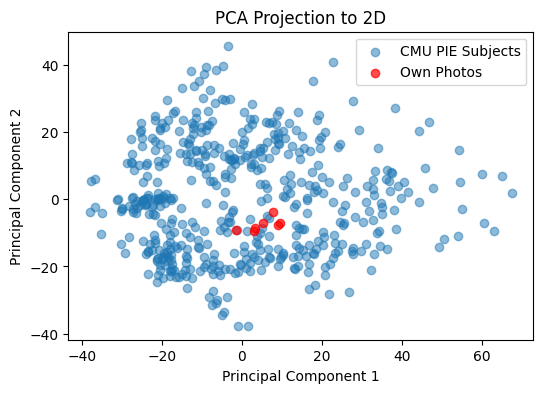 PCA Projection to 2D
CMU PIE Subjects
Own Photos
Principal Component 2
40
20
0
−20
−40
−40
−20
0
20
40
60
Principal Component 1